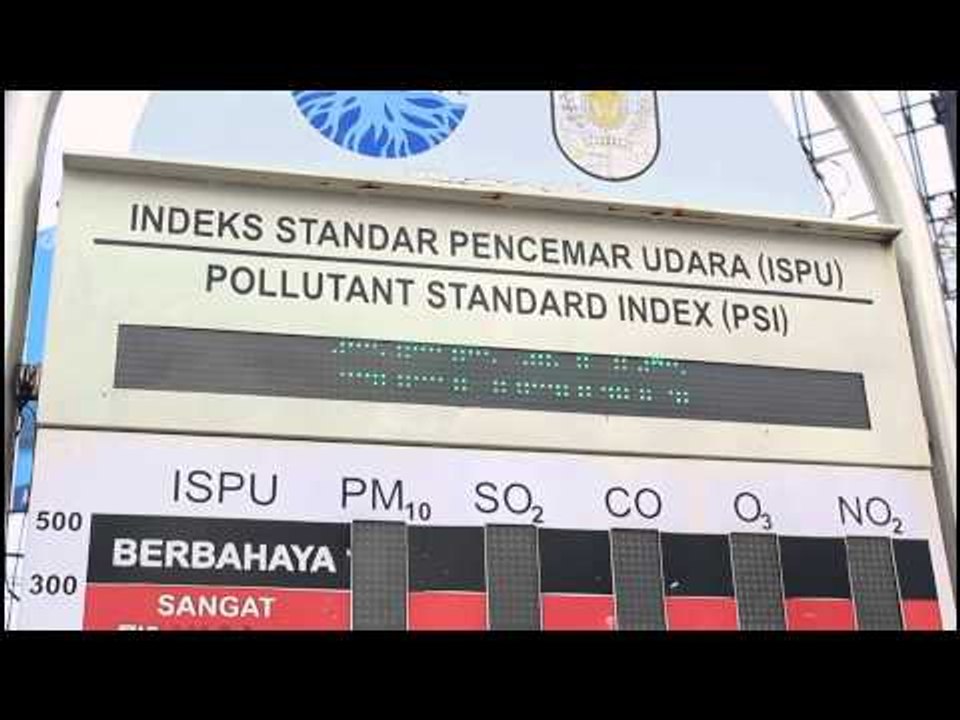 INDEKS STANDAR PENCEMAR UDARA (ISPU)
POLLUTANT STANDARD INDEX (PSI)
ISPU PM₁₀ SO₂ CO O₃ NO₂
500
BERBAHAYA
300
SANGAT